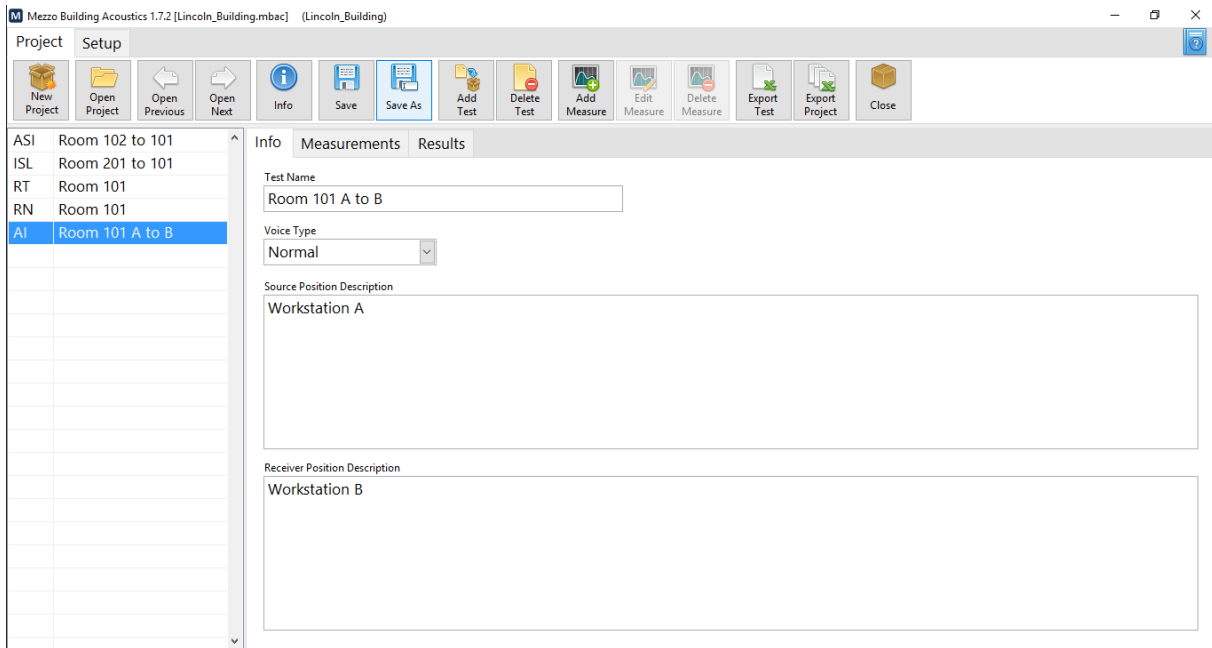 M Mezzo Building Acoustics 1.7.2 [Lincoln_Building.mbac] (Lincoln_Building)
Project Setup
New Project
Open Project
Open Previous
Open Next
Info
Save
Save As
Add Test
Delete Test
Add Measure
Edit Measure
Delete Measure
Export Test
Export Project
Close
ASI Room 102 to 101
ISL Room 201 to 101
RT Room 101
RN Room 101
AI Room 101 A to B
Info Measurements Results
Test Name
Room 101 A to B
Voice Type
Normal
Source Position Description
Workstation A
Receiver Position Description
Workstation B